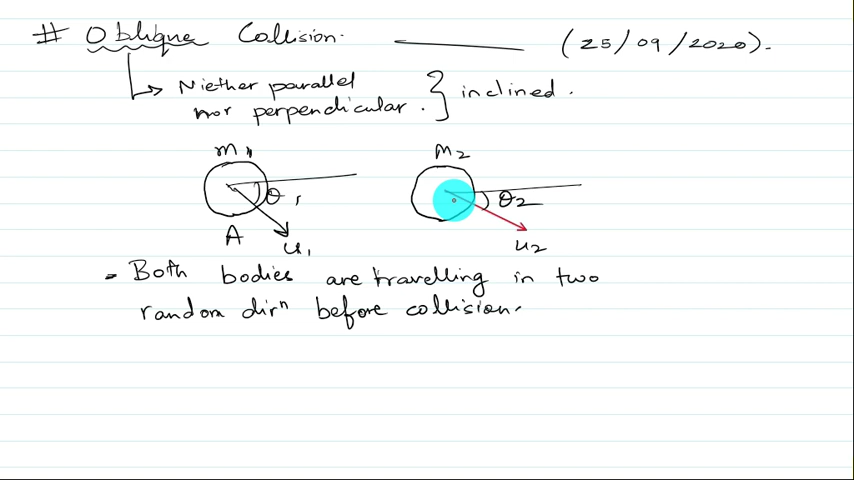 # Oblique Collision. (25/09/2020).
Niether parallel
nor perpendicular. } inclined.
m1 m2
θ1 θ2
A u1 u2
- Both bodies are travelling in two
random dirⁿ before collision.